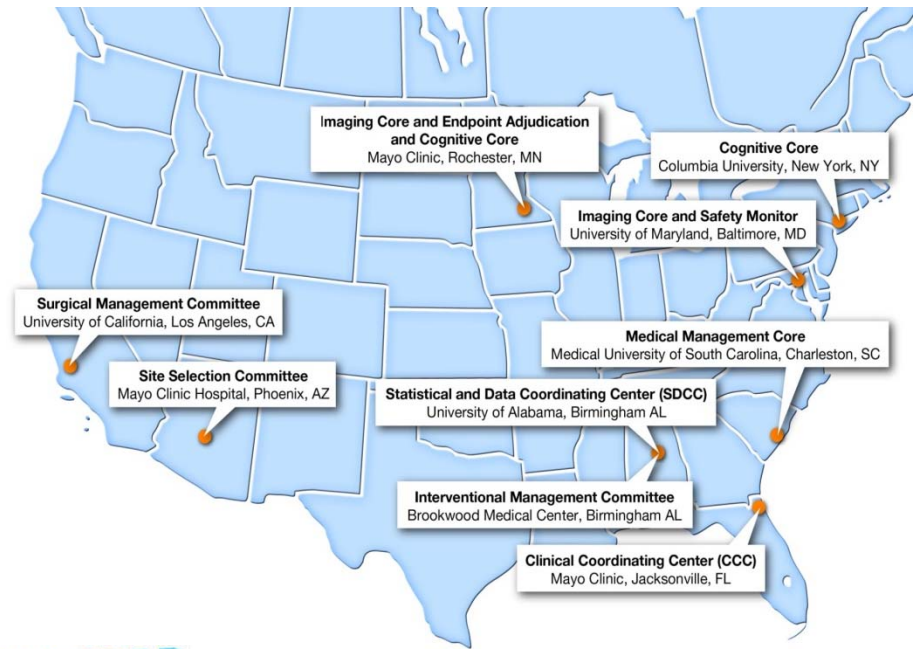 Imaging Core and Endpoint Adjudication
and Cognitive Core
Mayo Clinic, Rochester, MN
Cognitive Core
Columbia University, New York, NY
Imaging Core and Safety Monitor
University of Maryland, Baltimore, MD
Surgical Management Committee
University of California, Los Angeles, CA
Medical Management Core
Medical University of South Carolina, Charleston, SC
Site Selection Committee
Mayo Clinic Hospital, Phoenix, AZ
Statistical and Data Coordinating Center (SDCC)
University of Alabama, Birmingham AL
Interventional Management Committee
Brookwood Medical Center, Birmingham AL
Clinical Coordinating Center (CCC)
Mayo Clinic, Jacksonville, FL